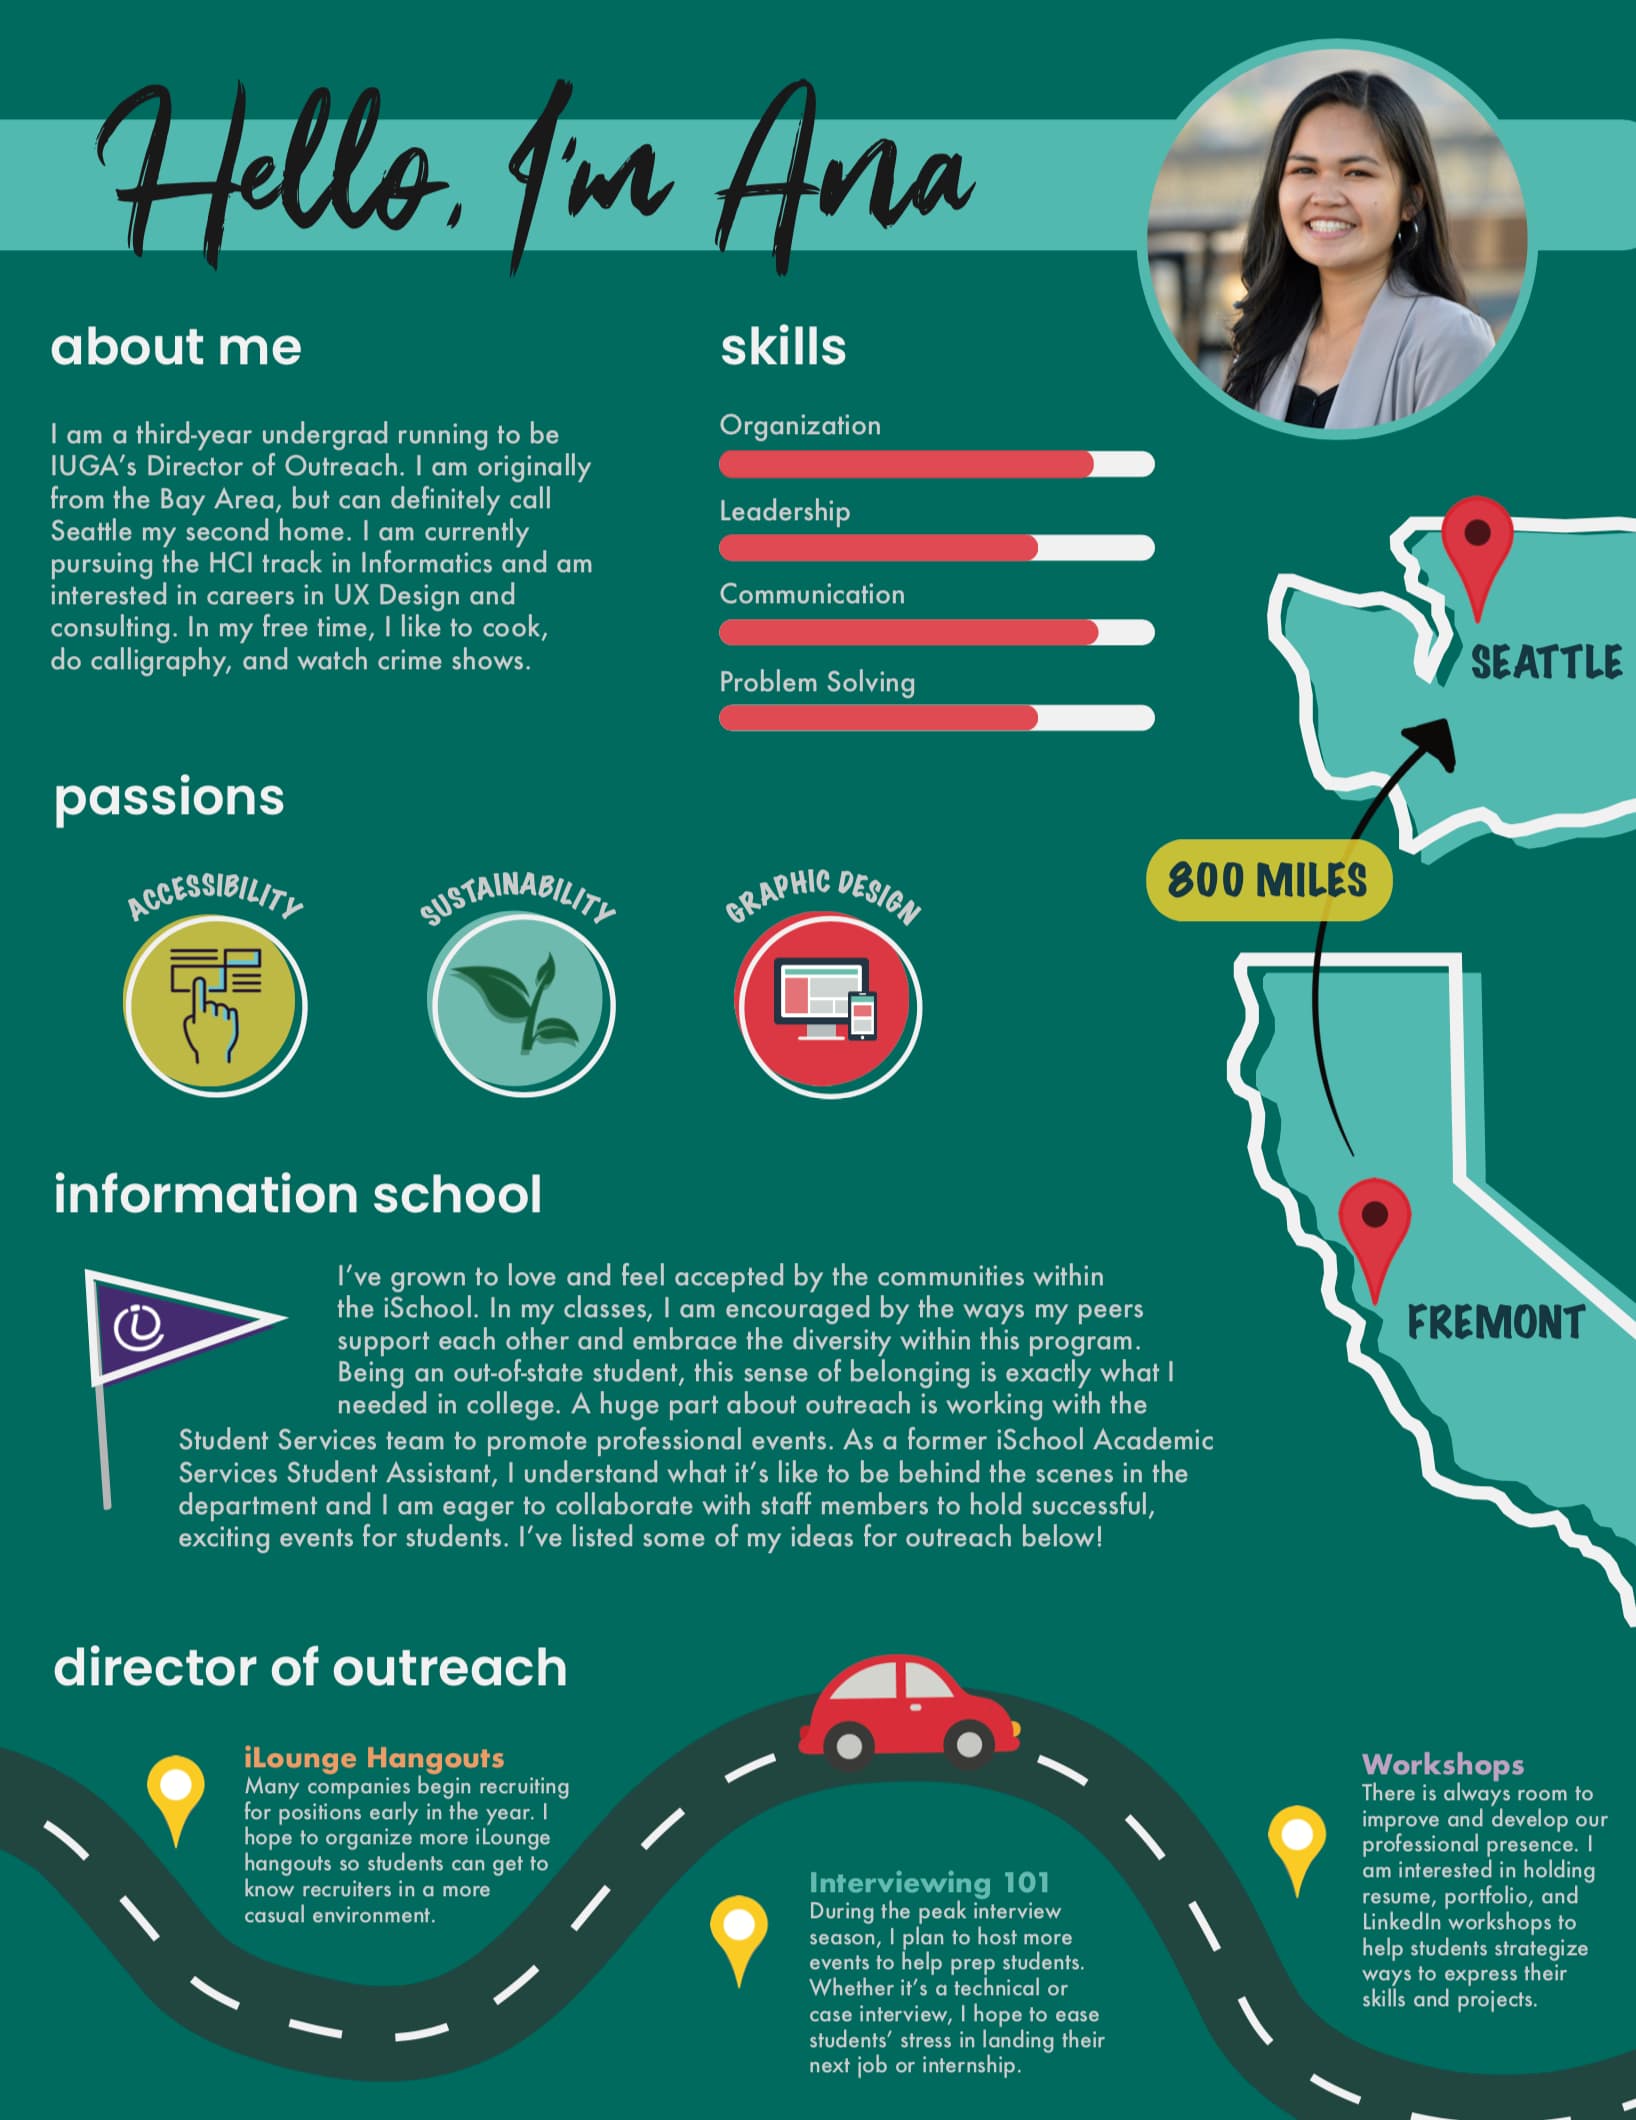 Hello, I'm Ana
about me
I am a third-year undergrad running to be
IUGA's Director of Outreach. I am originally
from the Bay Area, but can definitely call
Seattle my second home. I am currently
pursuing the HCI track in Informatics and am
interested in careers in UX Design and
consulting. In my free time, I like to cook,
do calligraphy, and watch crime shows.
skills
Organization
Leadership
Communication
Problem Solving
SEATTLE
800 MILES
FREMONT
passions
ACCESSIBILITY
SUSTAINABILITY
GRAPHIC DESIGN
information school
I've grown to love and feel accepted by the communities within
the iSchool. In my classes, I am encouraged by the ways my peers
support each other and embrace the diversity within this program.
Being an out-of-state student, this sense of belonging is exactly what I
needed in college. A huge part about outreach is working with the
Student Services team to promote professional events. As a former iSchool Academic
Services Student Assistant, I understand what it's like to be behind the scenes in the
department and I am eager to collaborate with staff members to hold successful,
exciting events for students. I've listed some of my ideas for outreach below!
director of outreach
iLounge Hangouts
Many companies begin recruiting
for positions early in the year. I
hope to organize more iLounge
hangouts so students can get to
know recruiters in a more
casual environment.
Interviewing 101
During the peak interview
season, I plan to host more
events to help prep students.
Whether it's a technical or
case interview, I hope to ease
students' stress in landing their
next job or internship.
Workshops
There is always room to
improve and develop our
professional presence. I
am interested in holding
resume, portfolio, and
LinkedIn workshops to
help students strategize
ways to express their
skills and projects.